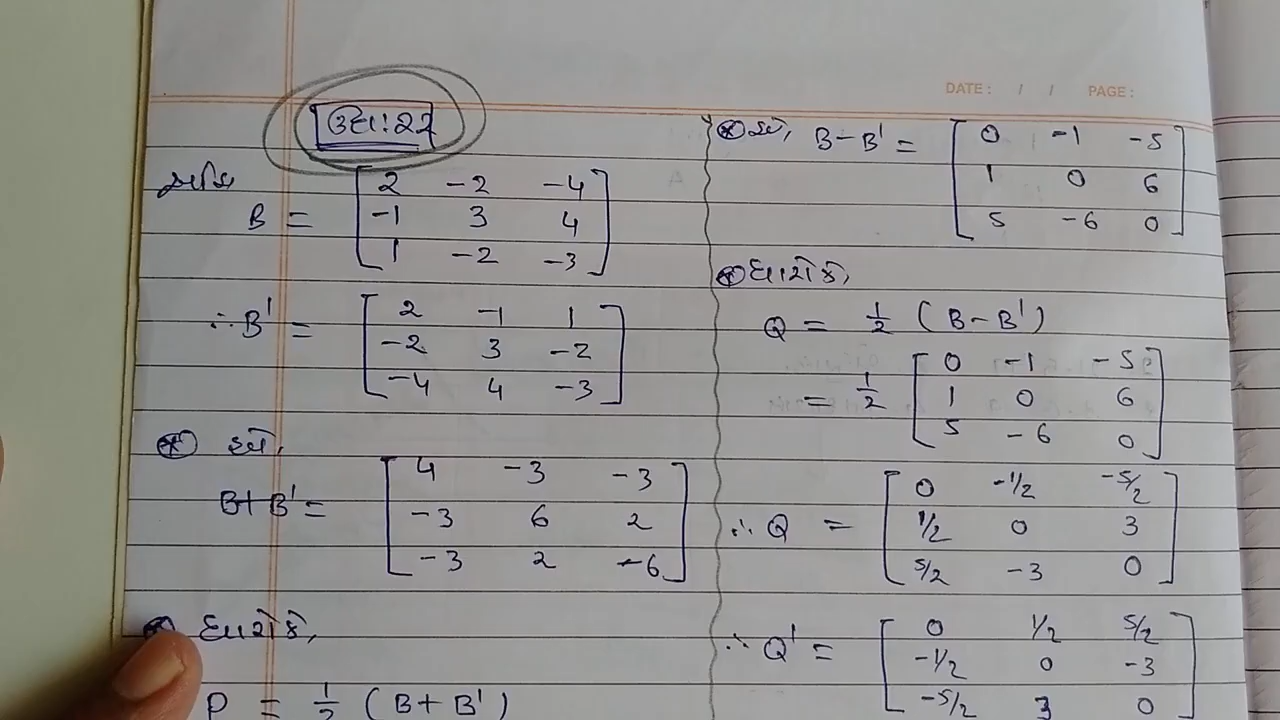 ઉદા:22
અહીં
B = [ 2 -2 -4
-1 3 4
1 -2 -3 ]
∴ B' = [ 2 -1 1
-2 3 -2
-4 4 -3 ]
હવે,
B+B' = [ 4 -3 -3
-3 6 2
-3 2 -6 ]
ધારોકે,
P = 1/2 (B+B')
DATE : / / PAGE :
હવે, B-B' = [ 0 -1 -5
1 0 6
5 -6 0 ]
ધારોકે,
Q = 1/2 (B-B')
= 1/2 [ 0 -1 -5
1 0 6
5 -6 0 ]
∴ Q = [ 0 -1/2 -5/2
1/2 0 3
5/2 -3 0 ]
∴ Q' = [ 0 1/2 5/2
-1/2 0 -3
-5/2 3 0 ]